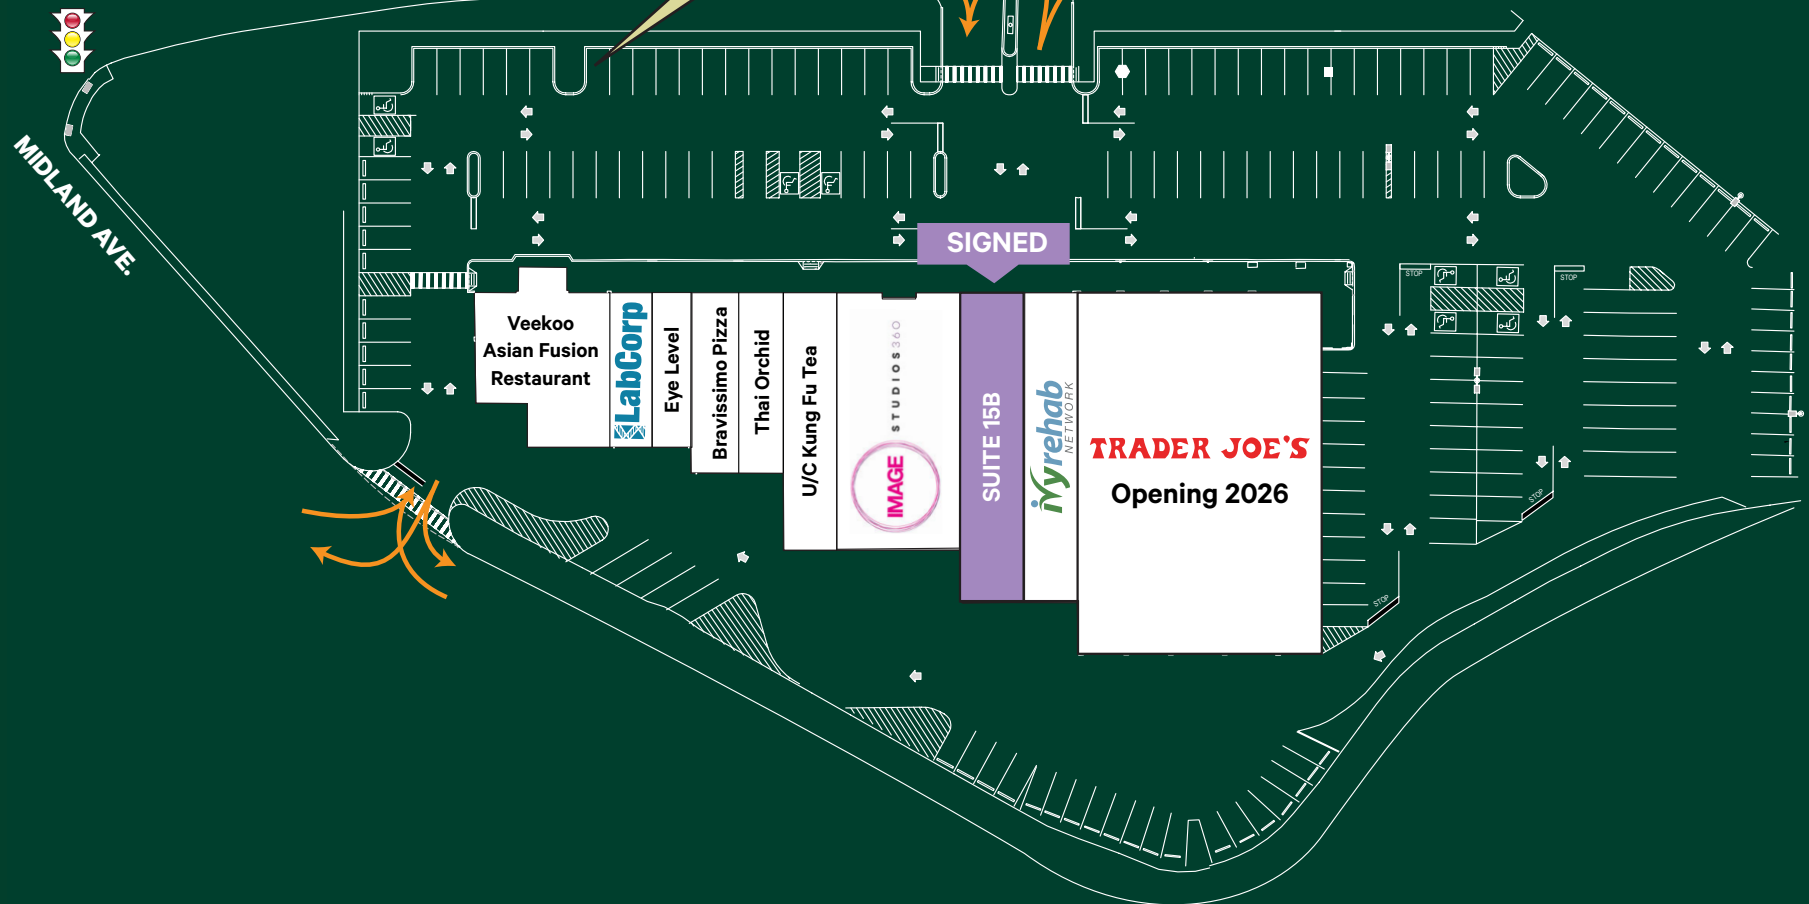 MIDLAND AVE.
SIGNED
Veekoo
Asian Fusion
Restaurant
LabCorp
Eye Level
Bravissimo Pizza
Thai Orchid
U/C Kung Fu Tea
IMAGE
STUDIOS360
SUITE 15B
ivyrehab
NETWORK
TRADER JOE'S
Opening 2026
STOP
STOP
STOP
STOP